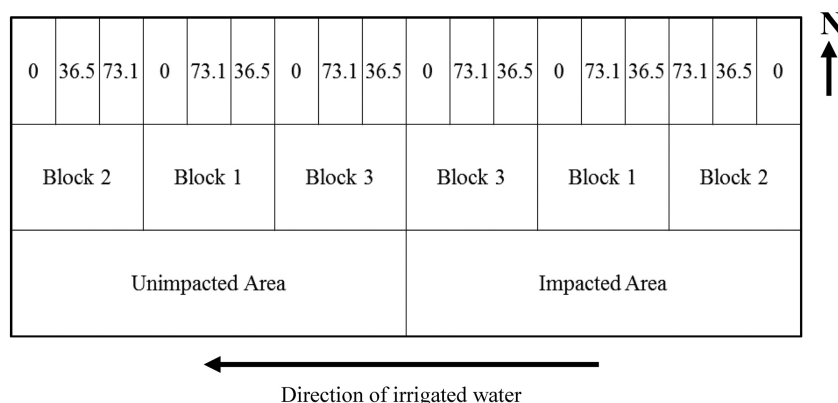 N
0 36.5 73.1 0 73.1 36.5 0 73.1 36.5 0 73.1 36.5 0 73.1 36.5 73.1 36.5 0
Block 2 Block 1 Block 3 Block 3 Block 1 Block 2
Unimpacted Area Impacted Area
Direction of irrigated water